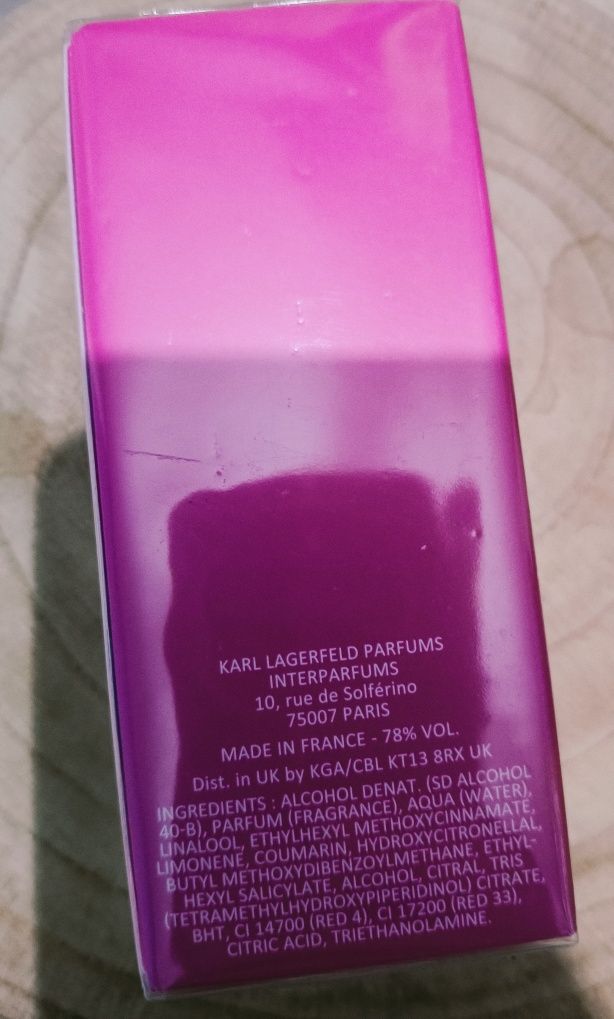 KARL LAGERFELD PARFUMS
INTERPARFUMS
10, rue de Solférino
75007 PARIS
MADE IN FRANCE - 78% VOL.
Dist. in UK by KGA/CBL KT13 8RX UK
INGREDIENTS : ALCOHOL DENAT. (SD ALCOHOL
40-B), PARFUM (FRAGRANCE), AQUA (WATER),
LINALOOL, ETHYLHEXYL METHOXYCINNAMATE,
LIMONENE, COUMARIN, HYDROXYCITRONELLAL,
BUTYL METHOXYDIBENZOYLMETHANE, ETHYL-
HEXYL SALICYLATE, ALCOHOL, CITRAL, TRIS
(TETRAMETHYLHYDROXYPIPERIDINOL) CITRATE,
BHT, CI 14700 (RED 4), CI 17200 (RED 33),
CITRIC ACID, TRIETHANOLAMINE.